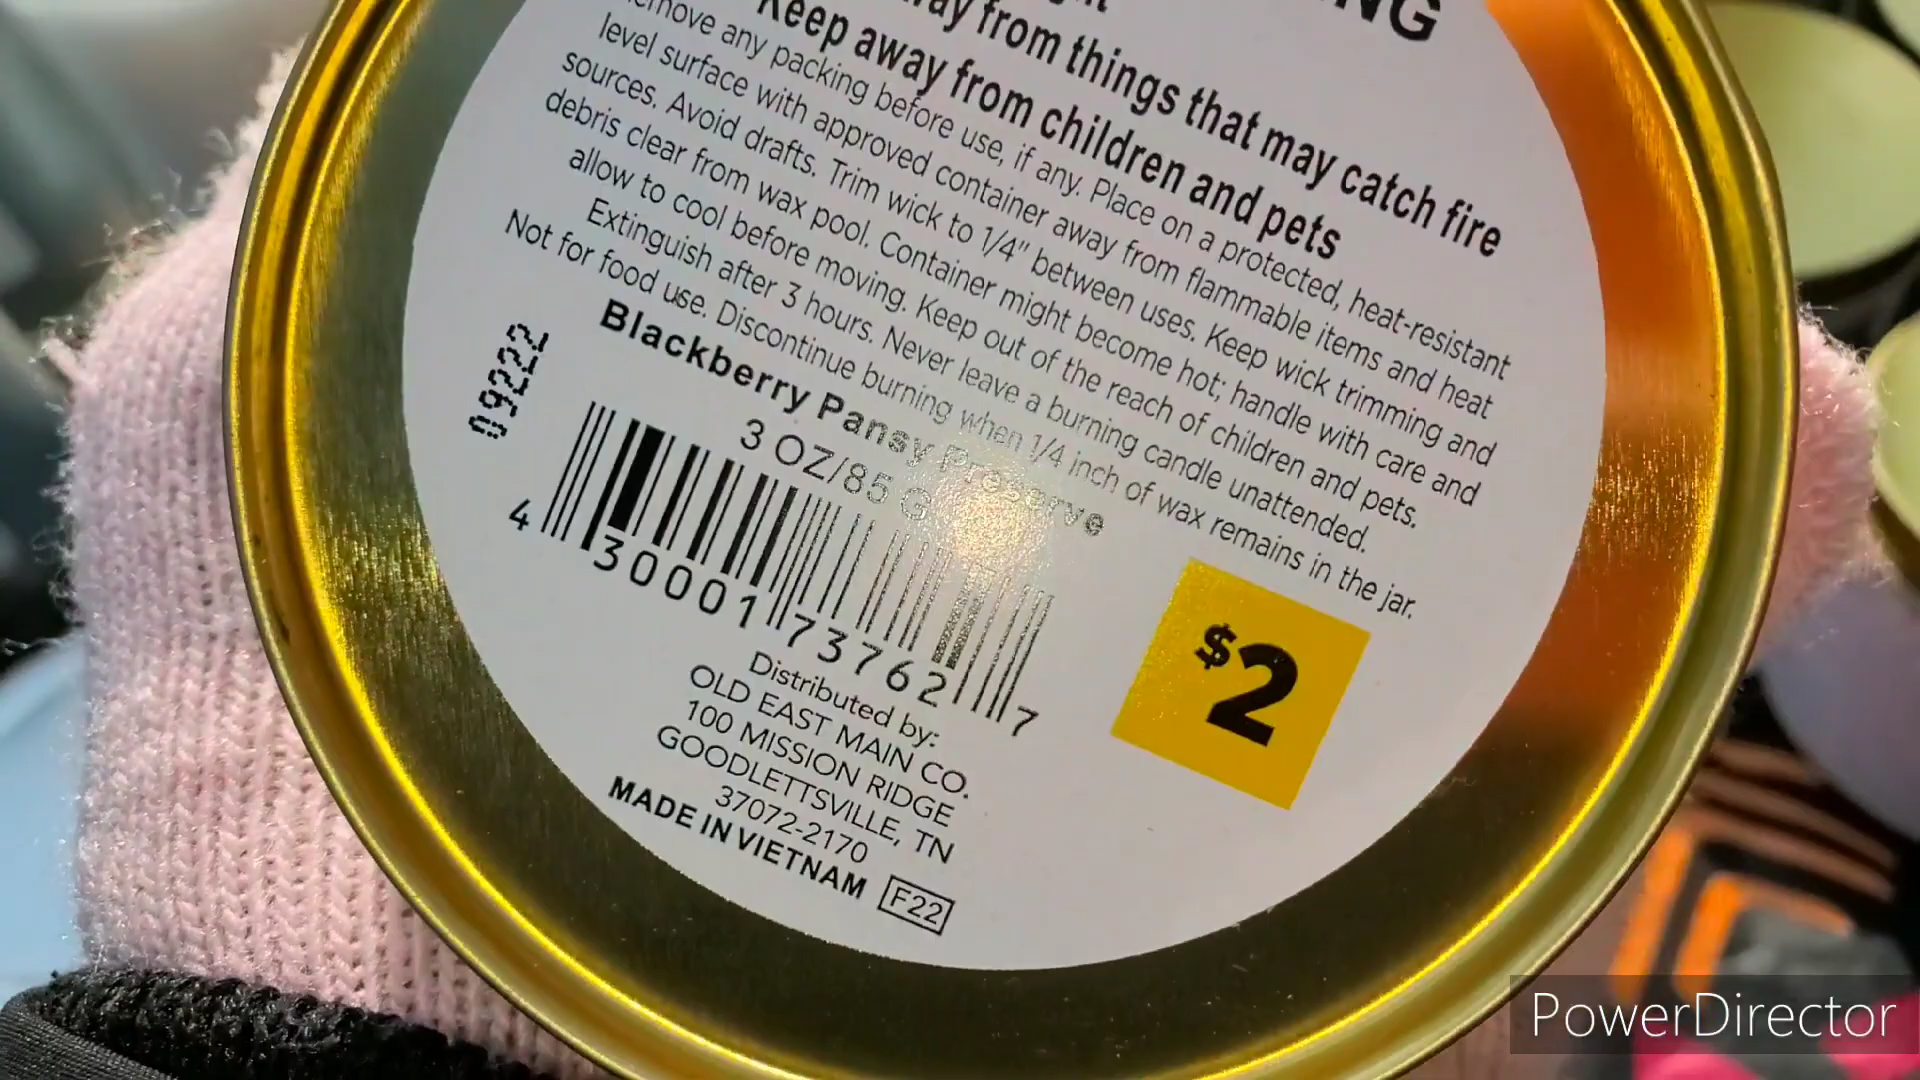 NG
away from things that may catch fire
Keep away from children and pets
remove any packing before use, if any. Place on a protected, heat-resistant
level surface with approved container away from flammable items and heat
sources. Avoid drafts. Trim wick to 1/4" between uses. Keep wick trimming and
debris clear from wax pool. Container might become hot; handle with care and
allow to cool before moving. Keep out of the reach of children and pets.
Extinguish after 3 hours. Never leave a burning candle unattended.
Not for food use. Discontinue burning when 1/4 inch of wax remains in the jar.
09222
Blackberry Pansy Preserve
3 OZ/85 G
4 30001 73762 7
$2
Distributed by:
OLD EAST MAIN CO.
100 MISSION RIDGE
GOODLETTSVILLE, TN
37072-2170
MADE IN VIETNAM F22
PowerDirector